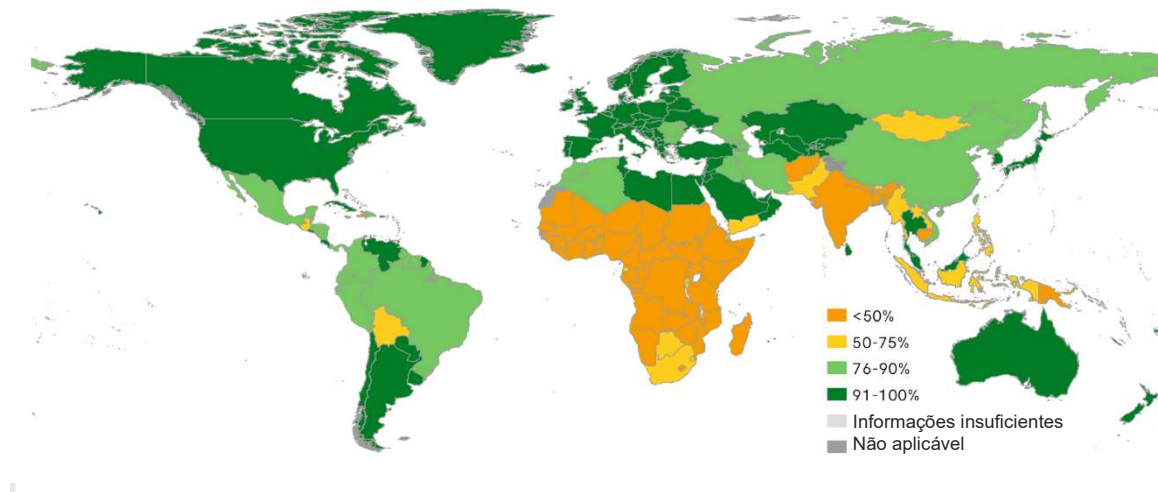 <50%
50-75%
76-90%
91-100%
Informações insuficientes
Não aplicável